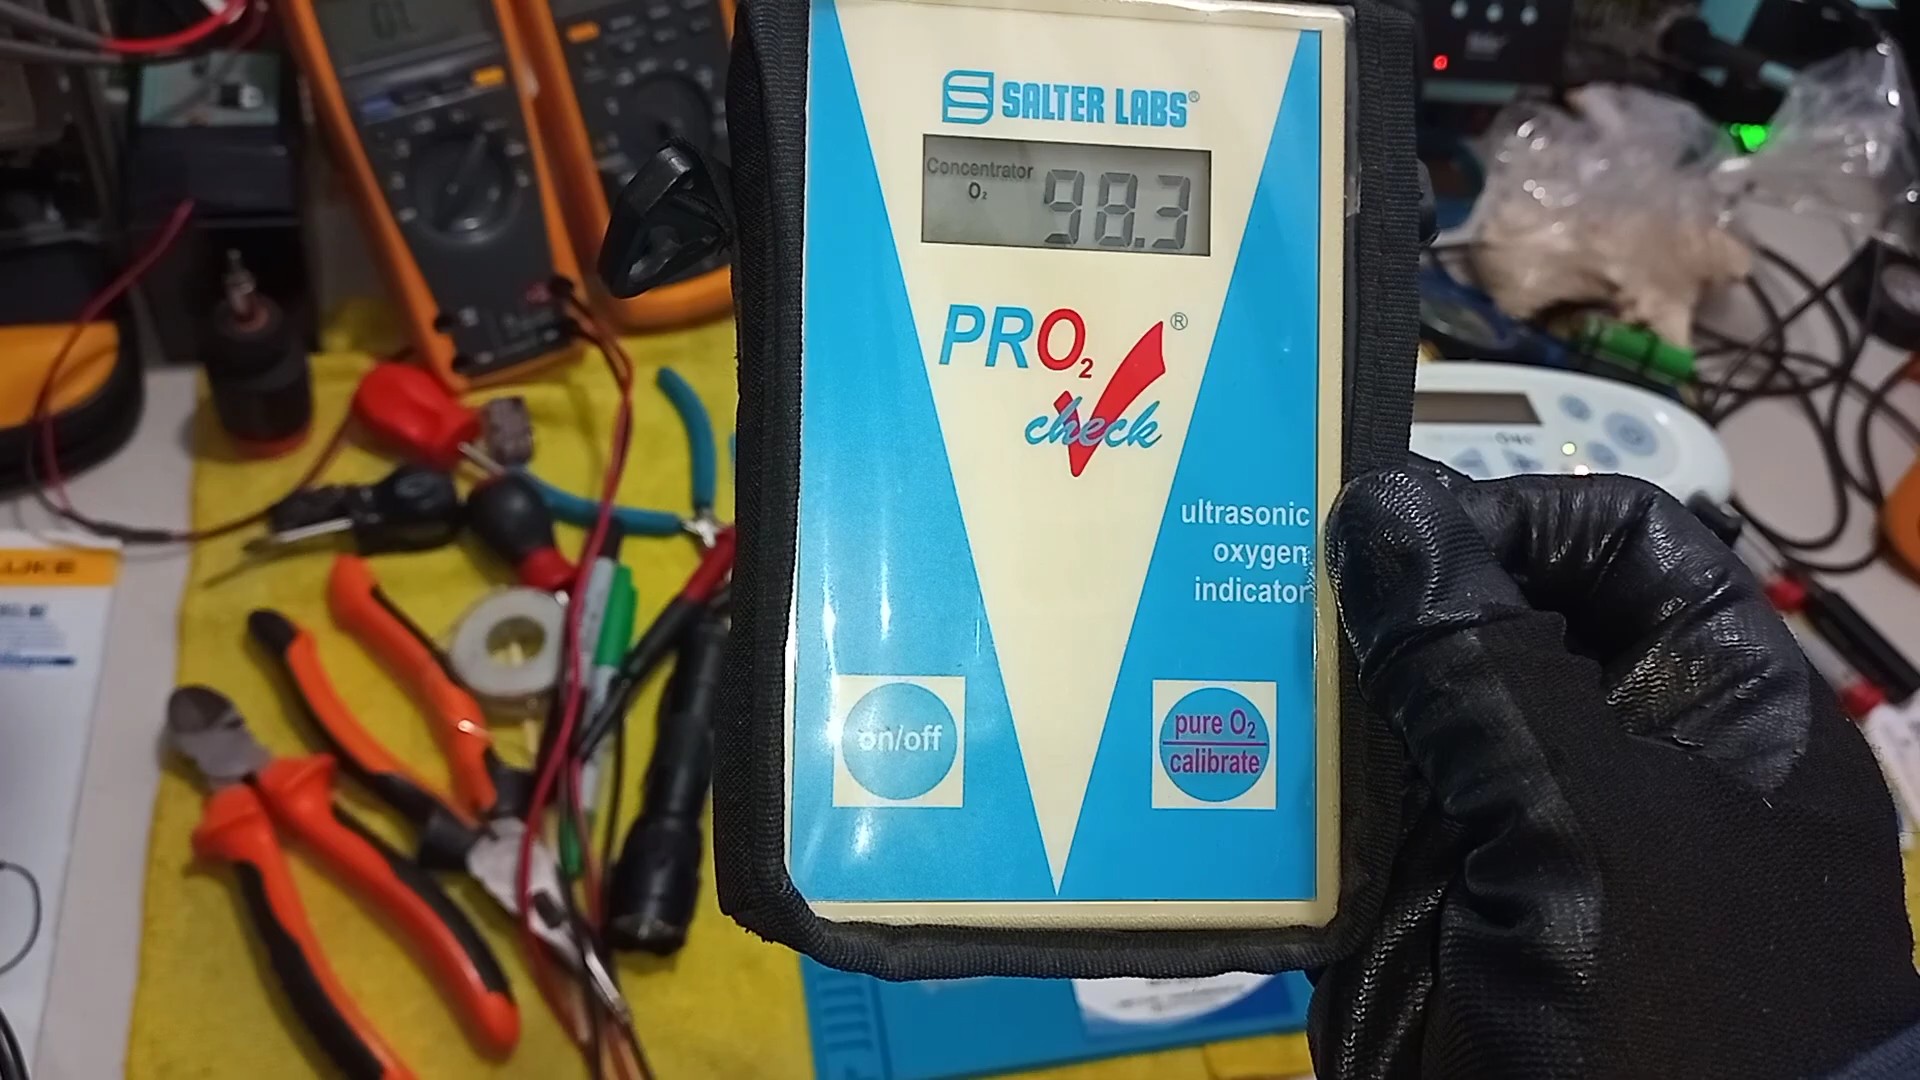 SALTER LABS®
Concentrator
O₂
98.3
PRO₂ ®
check
ultrasonic
oxygen
indicator
on/off
pure O₂
calibrate